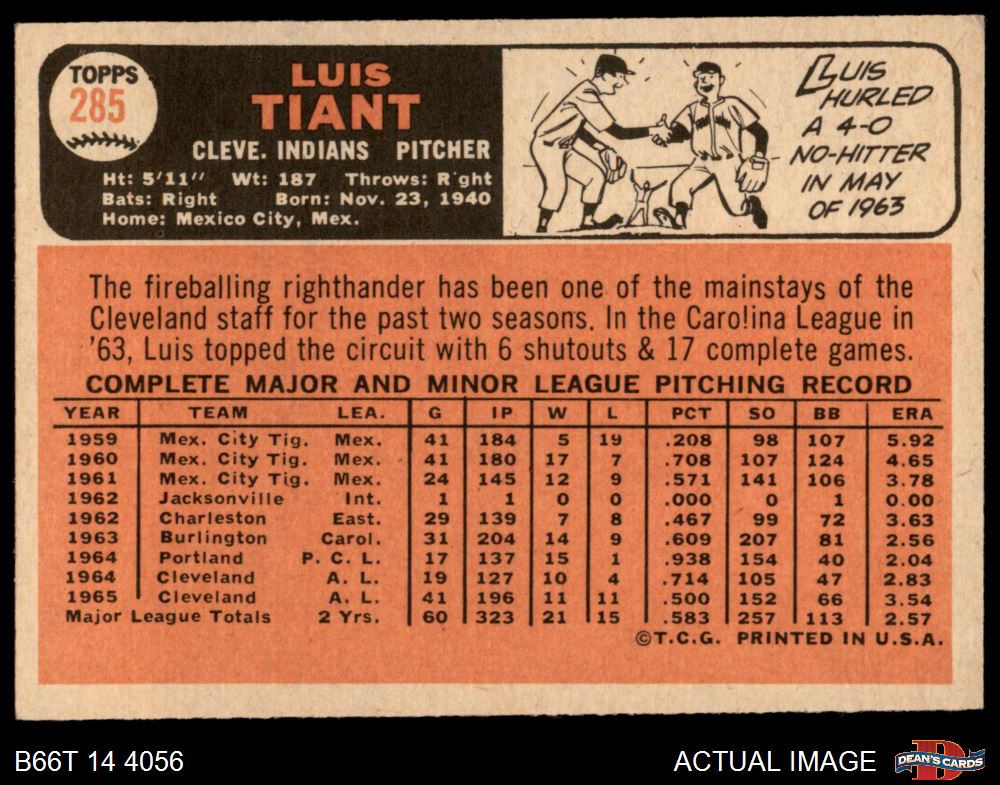 TOPPS
285
LUIS
TIANT
CLEVE. INDIANS PITCHER
Ht: 5'11" Wt: 187 Throws: R ght
Bats: Right Born: Nov. 23, 1940
Home: Mexico City, Mex.
LUIS
HURLED
A 4-0
NO-HITTER
IN MAY
OF 1963
The fireballing righthander has been one of the mainstays of the
Cleveland staff for the past two seasons. In the Carolina League in
'63, Luis topped the circuit with 6 shutouts & 17 complete games.
COMPLETE MAJOR AND MINOR LEAGUE PITCHING RECORD
YEAR TEAM LEA. G IP W L PCT SO BB ERA
1959 Mex. City Tig. Mex. 41 184 5 19 .208 98 107 5.92
1960 Mex. City Tig. Mex. 41 180 17 7 .708 107 124 4.65
1961 Mex. City Tig. Mex. 24 145 12 9 .571 141 106 3.78
1962 Jacksonville Int. 1 1 0 0 .000 0 1 0.00
1962 Charleston East. 29 139 7 8 .467 99 72 3.63
1963 Burlington Carol. 31 204 14 9 .609 207 81 2.56
1964 Portland P. C. L. 17 137 15 1 .938 154 40 2.04
1964 Cleveland A. L. 19 127 10 4 .714 105 47 2.83
1965 Cleveland A. L. 41 196 11 11 .500 152 66 3.54
Major League Totals 2 Yrs. 60 323 21 15 .583 257 113 2.57
©T.C.G. PRINTED IN U.S.A.
B66T 14 4056
ACTUAL IMAGE
DEAN'S CARDS